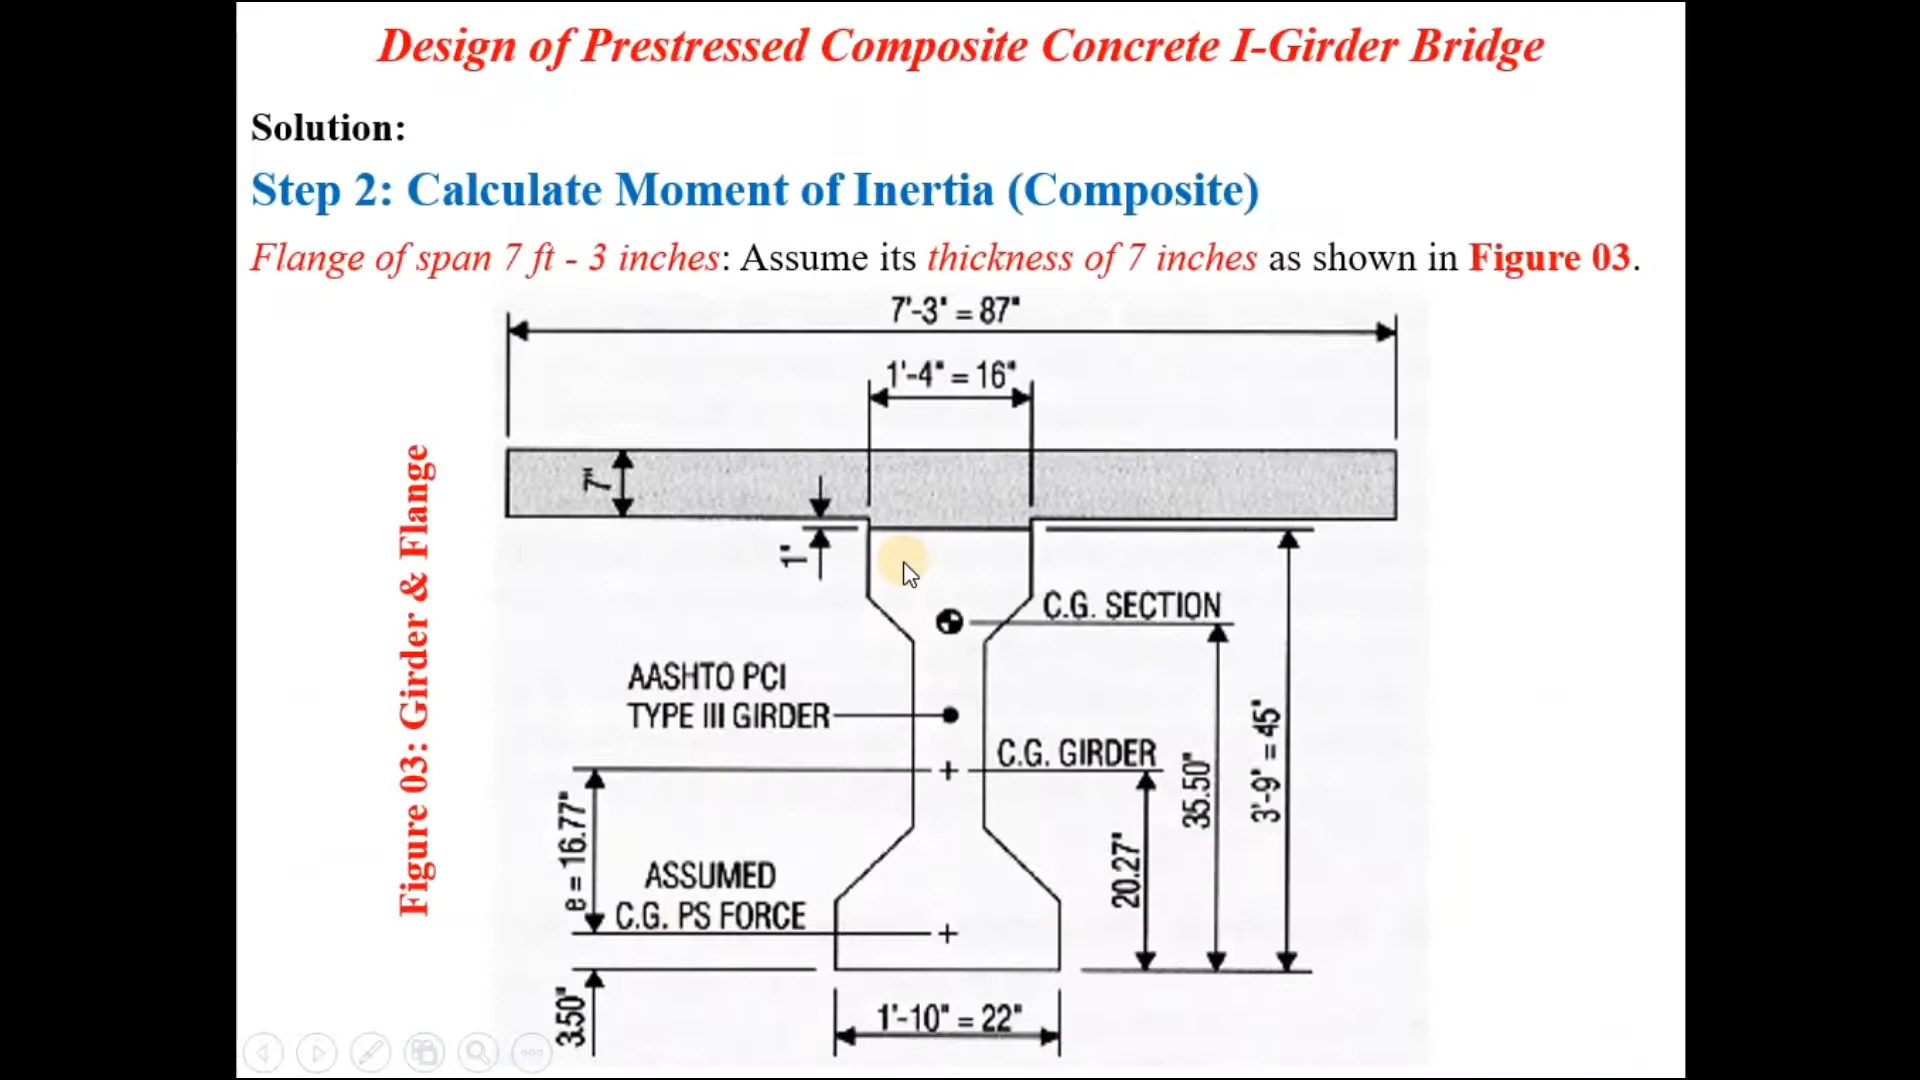 Design of Prestressed Composite Concrete I-Girder Bridge
Solution:
Step 2: Calculate Moment of Inertia (Composite)
Flange of span 7 ft - 3 inches: Assume its thickness of 7 inches as shown in Figure 03.
7'-3" = 87"
1'-4" = 16"
7"
1"
C.G. SECTION
AASHTO PCI
TYPE III GIRDER
C.G. GIRDER
35.50"
3'-9" = 45"
20.27"
e = 16.77"
ASSUMED
C.G. PS FORCE
3.50"
1'-10" = 22"
Figure 03: Girder & Flange